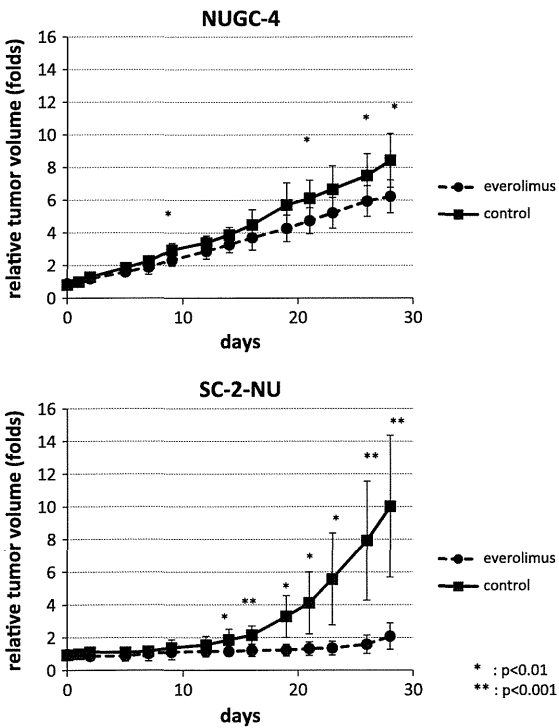 NUGC-4
relative tumor volume (folds)
16
14
12
10
8
6
4
2
0
*
*
*
*
0 10 20 30
days
everolimus
control
SC-2-NU
relative tumor volume (folds)
16
14
12
10
8
6
4
2
0
*
**
*
*
*
**
**
0 10 20 30
days
everolimus
control
* : p<0.01
** : p<0.001